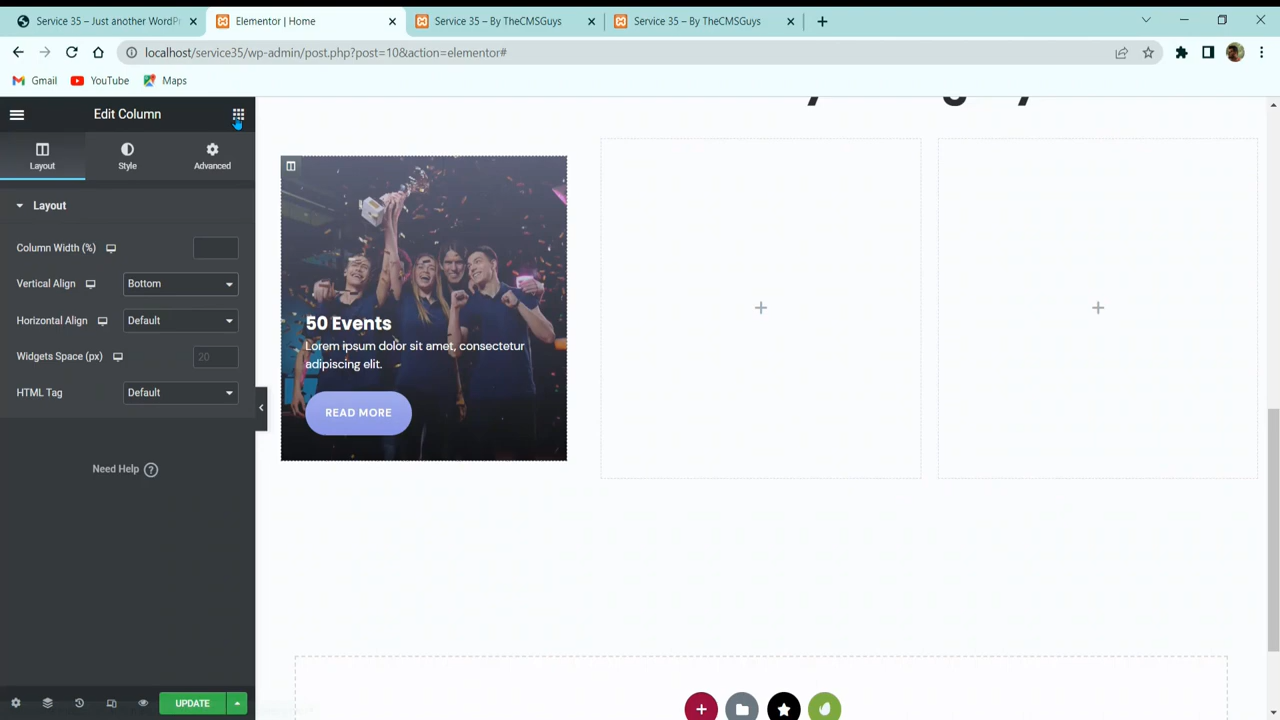 Service 35 – Just another WordPr
Elementor | Home
Service 35 – By TheCMSGuys
Service 35 – By TheCMSGuys
localhost/service35/wp-admin/post.php?post=10&action=elementor#
Gmail
YouTube
Maps
Edit Column
Layout
Style
Advanced
Layout
Column Width (%)
Vertical Align
Bottom
Horizontal Align
Default
Widgets Space (px)
20
HTML Tag
Default
Need Help
UPDATE
50 Events
Lorem ipsum dolor sit amet, consectetur
adipiscing elit.
READ MORE